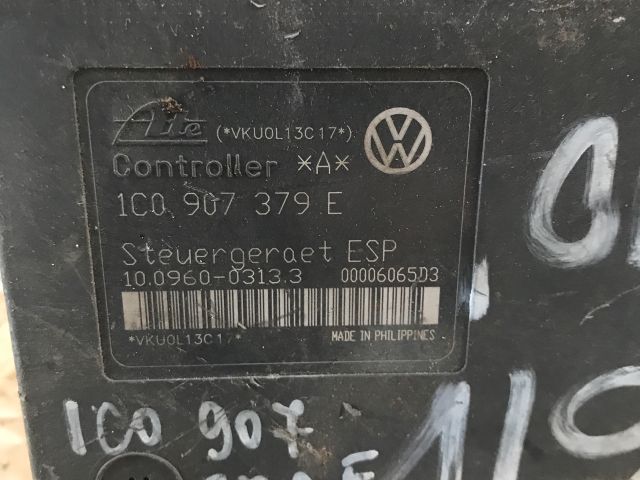 Ate (*VKU0L13C17*)
Controller *A*
1C0 907 379 E
Steuergeraet ESP
10.0960-0313.3 00006065D3
*VKU0L13C17*
MADE IN PHILIPPINES
1C0 907